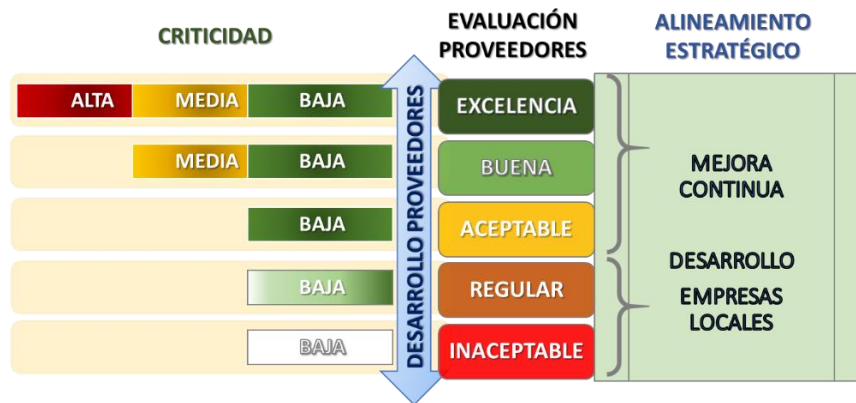 CRITICIDAD
EVALUACIÓN
PROVEEDORES
ALINEAMIENTO
ESTRATÉGICO
ALTA MEDIA BAJA
EXCELENCIA
MEDIA BAJA
BUENA
BAJA
ACEPTABLE
BAJA
REGULAR
BAJA
INACEPTABLE
DESARROLLO PROVEEDORES
MEJORA
CONTINUA
DESARROLLO
EMPRESAS
LOCALES